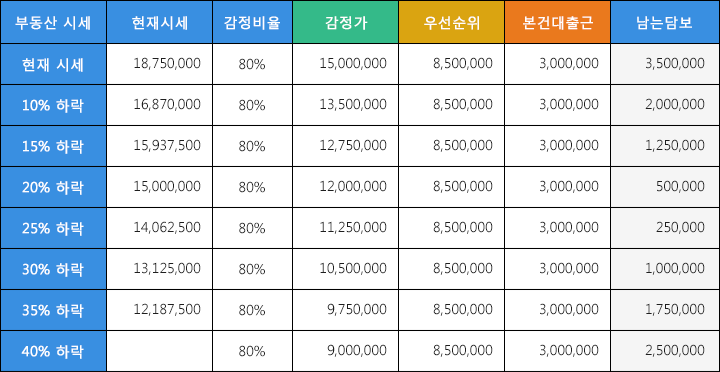 부동산 시세 현재시세 감정비율 감정가 우선순위 본건대출근 남는담보
현재 시세 18,750,000 80% 15,000,000 8,500,000 3,000,000 3,500,000
10% 하락 16,870,000 80% 13,500,000 8,500,000 3,000,000 2,000,000
15% 하락 15,937,500 80% 12,750,000 8,500,000 3,000,000 1,250,000
20% 하락 15,000,000 80% 12,000,000 8,500,000 3,000,000 500,000
25% 하락 14,062,500 80% 11,250,000 8,500,000 3,000,000 250,000
30% 하락 13,125,000 80% 10,500,000 8,500,000 3,000,000 1,000,000
35% 하락 12,187,500 80% 9,750,000 8,500,000 3,000,000 1,750,000
40% 하락 80% 9,000,000 8,500,000 3,000,000 2,500,000